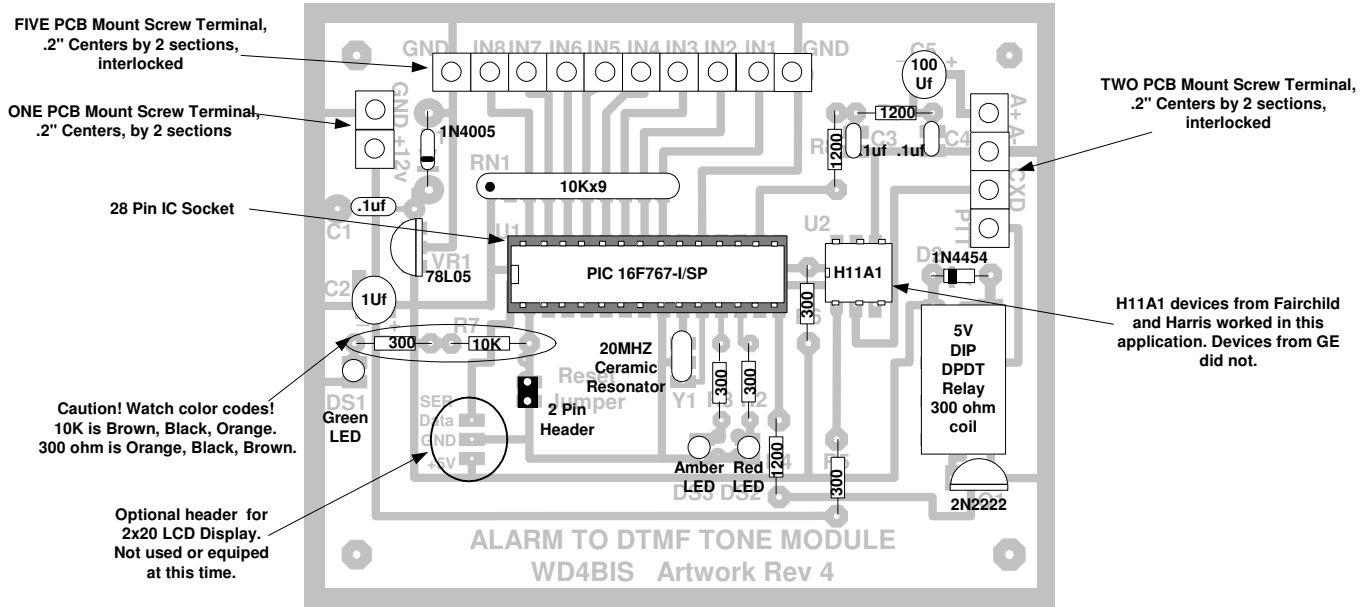 FIVE PCB Mount Screw Terminal,
.2" Centers by 2 sections,
interlocked
ONE PCB Mount Screw Terminal,
.2" Centers, by 2 sections
28 Pin IC Socket
Caution! Watch color codes!
10K is Brown, Black, Orange.
300 ohm is Orange, Black, Brown.
Optional header for
2x20 LCD Display.
Not used or equiped
at this time.
GND IN8 IN7 IN6 IN5 IN4 IN3 IN2 IN1 GND
C5
+
100
Uf
GND +12v
1N4005
1200
1200
C3
C4
.1uf .1uf
A+ A-
CXD
PTT
RN1
10Kx9
.1uf
C1
U1
U2
VR1
78L05
PIC 16F767-I/SP
H11A1
1N4454
C2
1Uf
+
R7
300
10K
300
20MHZ
Ceramic
Resonator
5V
DIP
DPDT
Relay
300 ohm
coil
DS1
Green
LED
Reset
Jumper
2 Pin
Header
Y1
300
300
SER
Data
GND
+5V
Amber
LED
Red
LED
DS3 DS2
1200
300
2N2222
ALARM TO DTMF TONE MODULE
WD4BIS Artwork Rev 4
TWO PCB Mount Screw Terminal,
.2" Centers by 2 sections,
interlocked
H11A1 devices from Fairchild
and Harris worked in this
application. Devices from GE
did not.